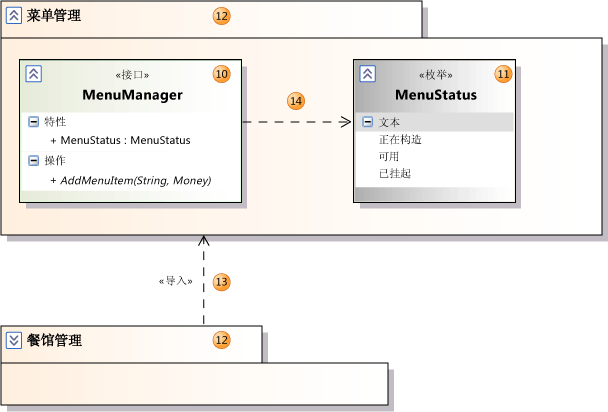 菜单管理 12
«接口» 10
MenuManager
特性
+ MenuStatus : MenuStatus
操作
+ AddMenuItem(String, Money)
14
«枚举» 11
MenuStatus
文本
正在构造
可用
已挂起
«导入» 13
餐馆管理 12